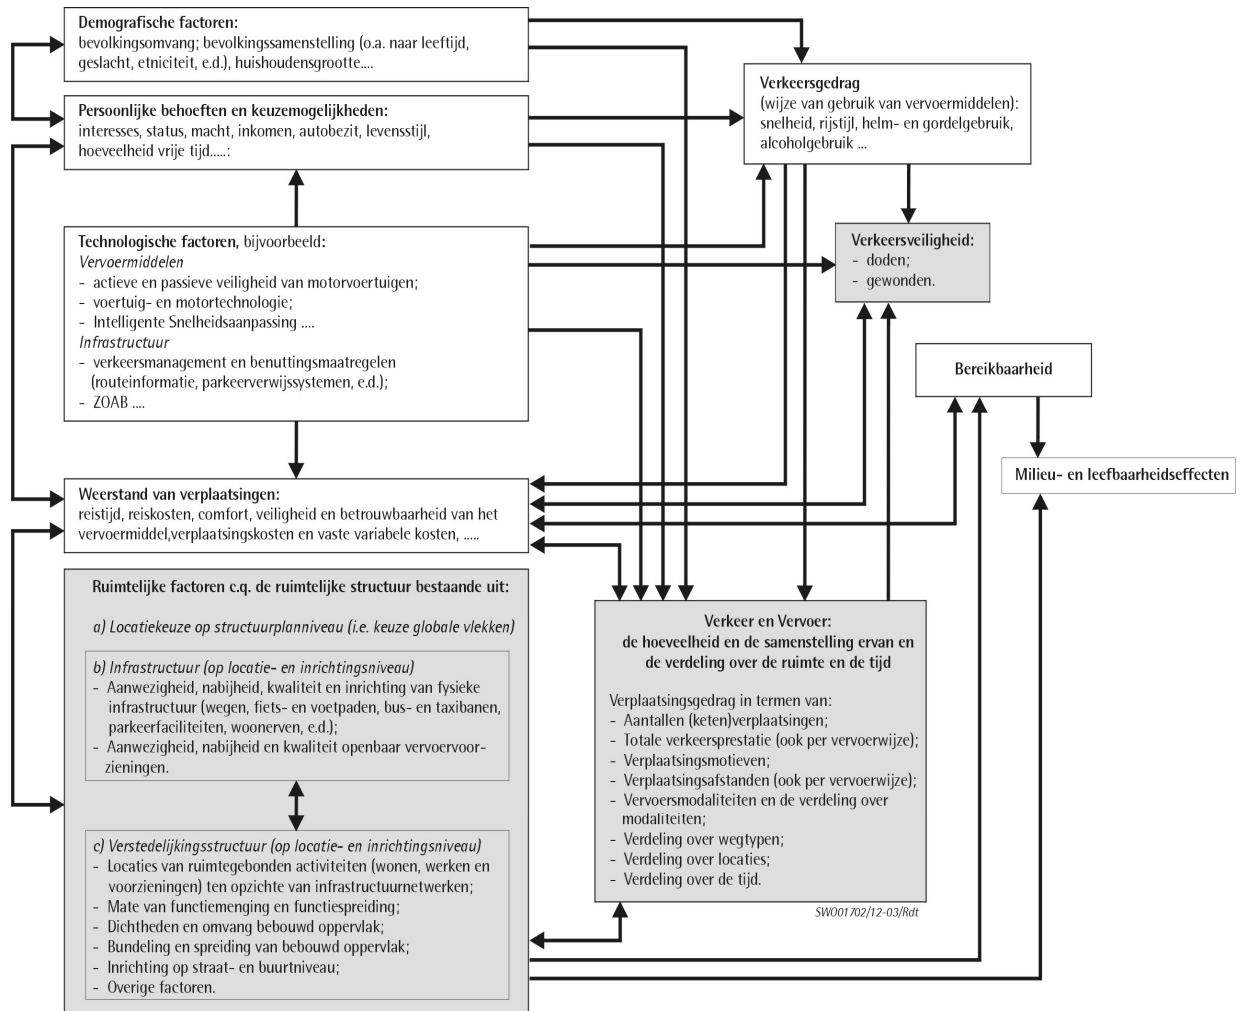 Demografische factoren:
bevolkingsomvang; bevolkingssamenstelling (o.a. naar leeftijd,
geslacht, etniciteit, e.d.), huishoudensgrootte....
Persoonlijke behoeften en keuzemogelijkheden:
interesses, status, macht, inkomen, autobezit, levensstijl,
hoeveelheid vrije tijd.....:
Technologische factoren, bijvoorbeeld:
Vervoermiddelen
- actieve en passieve veiligheid van motorvoertuigen;
- voertuig- en motortechnologie;
- Intelligente Snelheidsaanpassing ....
Infrastructuur
- verkeersmanagement en benuttingsmaatregelen
(routeinformatie, parkeerverwijssystemen, e.d.);
- ZOAB ....
Weerstand van verplaatsingen:
reistijd, reiskosten, comfort, veiligheid en betrouwbaarheid van het
vervoermiddel,verplaatsingskosten en vaste variabele kosten, .....
Ruimtelijke factoren c.q. de ruimtelijke structuur bestaande uit:
a) Locatiekeuze op structuurplanniveau (i.e. keuze globale vlekken)
b) Infrastructuur (op locatie- en inrichtingsniveau)
- Aanwezigheid, nabijheid, kwaliteit en inrichting van fysieke
infrastructuur (wegen, fiets- en voetpaden, bus- en taxibanen,
parkeerfaciliteiten, woonerven, e.d.);
- Aanwezigheid, nabijheid en kwaliteit openbaar vervoervoor-
zieningen.
c) Verstedelijkingsstructuur (op locatie- en inrichtingsniveau)
- Locaties van ruimtegebonden activiteiten (wonen, werken en
voorzieningen) ten opzichte van infrastructuurnetwerken;
- Mate van functiemenging en functiespreiding;
- Dichtheden en omvang bebouwd oppervlak;
- Bundeling en spreiding van bebouwd oppervlak;
- Inrichting op straat- en buurtniveau;
- Overige factoren.
Verkeersgedrag
(wijze van gebruik van vervoermiddelen):
snelheid, rijstijl, helm- en gordelgebruik,
alcoholgebruik ...
Verkeersveiligheid:
- doden;
- gewonden.
Bereikbaarheid
Milieu- en leefbaarheidseffecten
Verkeer en Vervoer:
de hoeveelheid en de samenstelling ervan en
de verdeling over de ruimte en de tijd
Verplaatsingsgedrag in termen van:
- Aantallen (keten)verplaatsingen;
- Totale verkeersprestatie (ook per vervoerwijze);
- Verplaatsingsmotieven;
- Verplaatsingsafstanden (ook per vervoerwijze);
- Vervoersmodaliteiten en de verdeling over
modaliteiten;
- Verdeling over wegtypen;
- Verdeling over locaties;
- Verdeling over de tijd.
SWO01702/12-03/Rdt